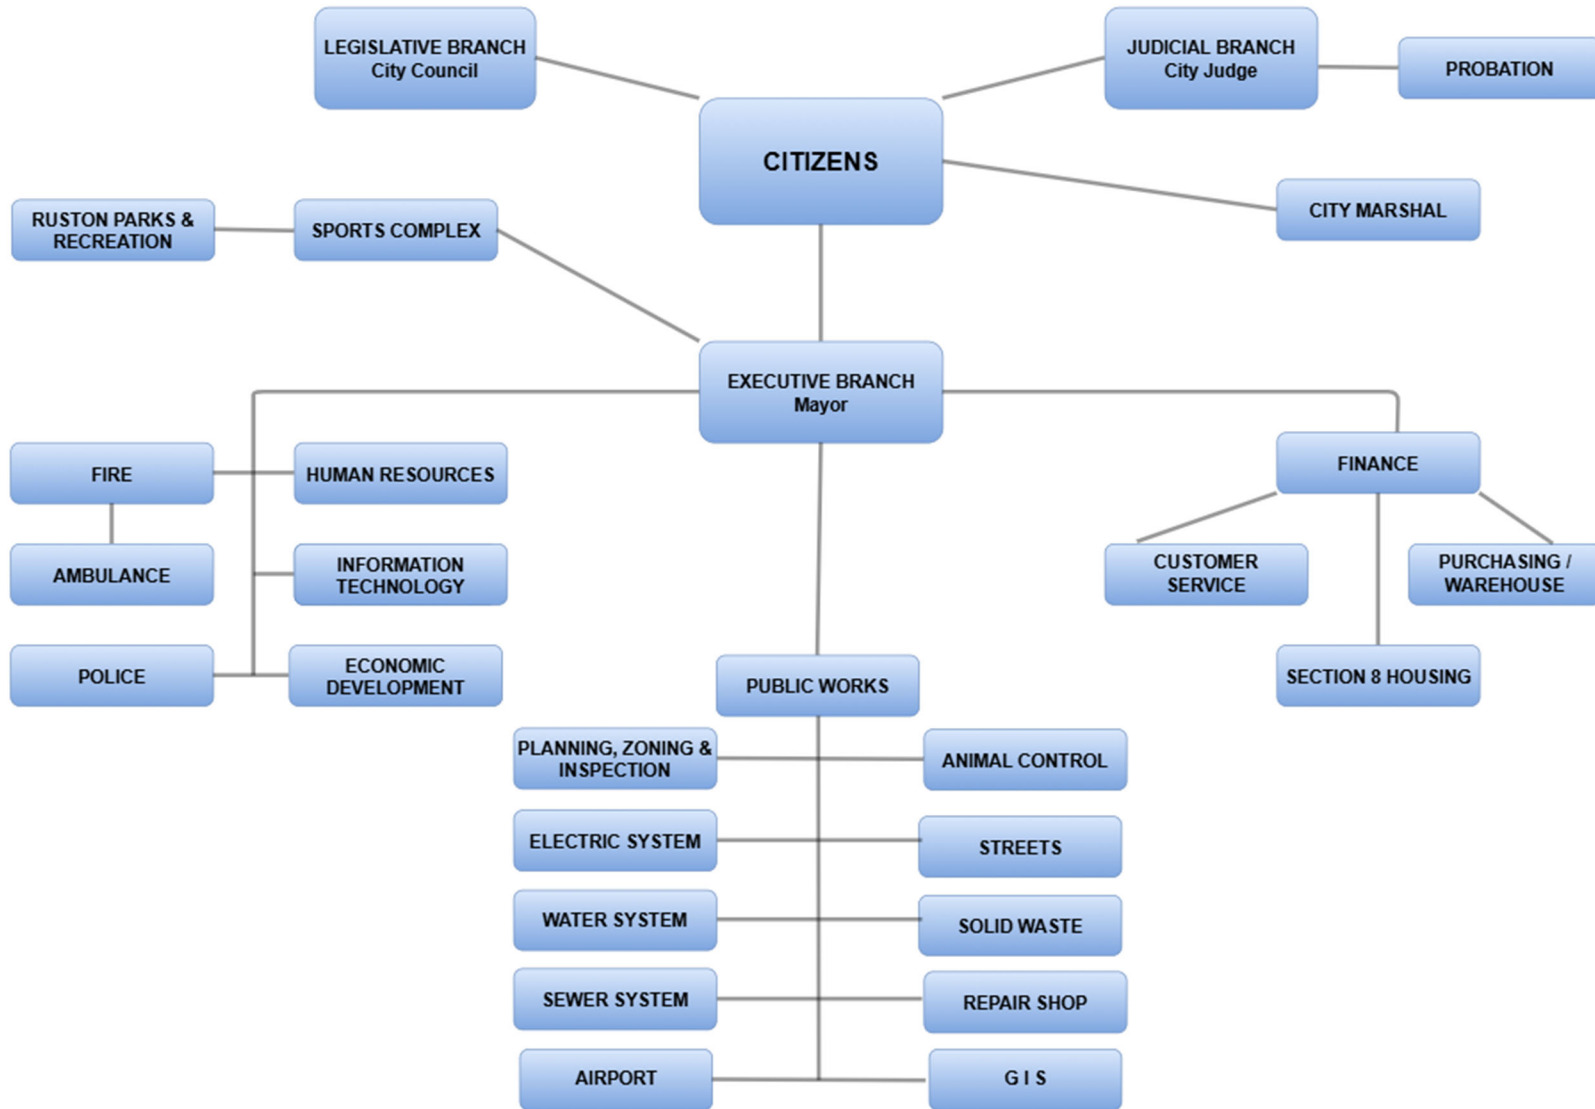 LEGISLATIVE BRANCH
City Council
JUDICIAL BRANCH
City Judge
PROBATION
CITIZENS
CITY MARSHAL
RUSTON PARKS &
RECREATION
SPORTS COMPLEX
EXECUTIVE BRANCH
Mayor
FIRE
HUMAN RESOURCES
FINANCE
AMBULANCE
INFORMATION
TECHNOLOGY
CUSTOMER
SERVICE
PURCHASING /
WAREHOUSE
POLICE
ECONOMIC
DEVELOPMENT
PUBLIC WORKS
SECTION 8 HOUSING
PLANNING, ZONING &
INSPECTION
ANIMAL CONTROL
ELECTRIC SYSTEM
STREETS
WATER SYSTEM
SOLID WASTE
SEWER SYSTEM
REPAIR SHOP
AIRPORT
G I S